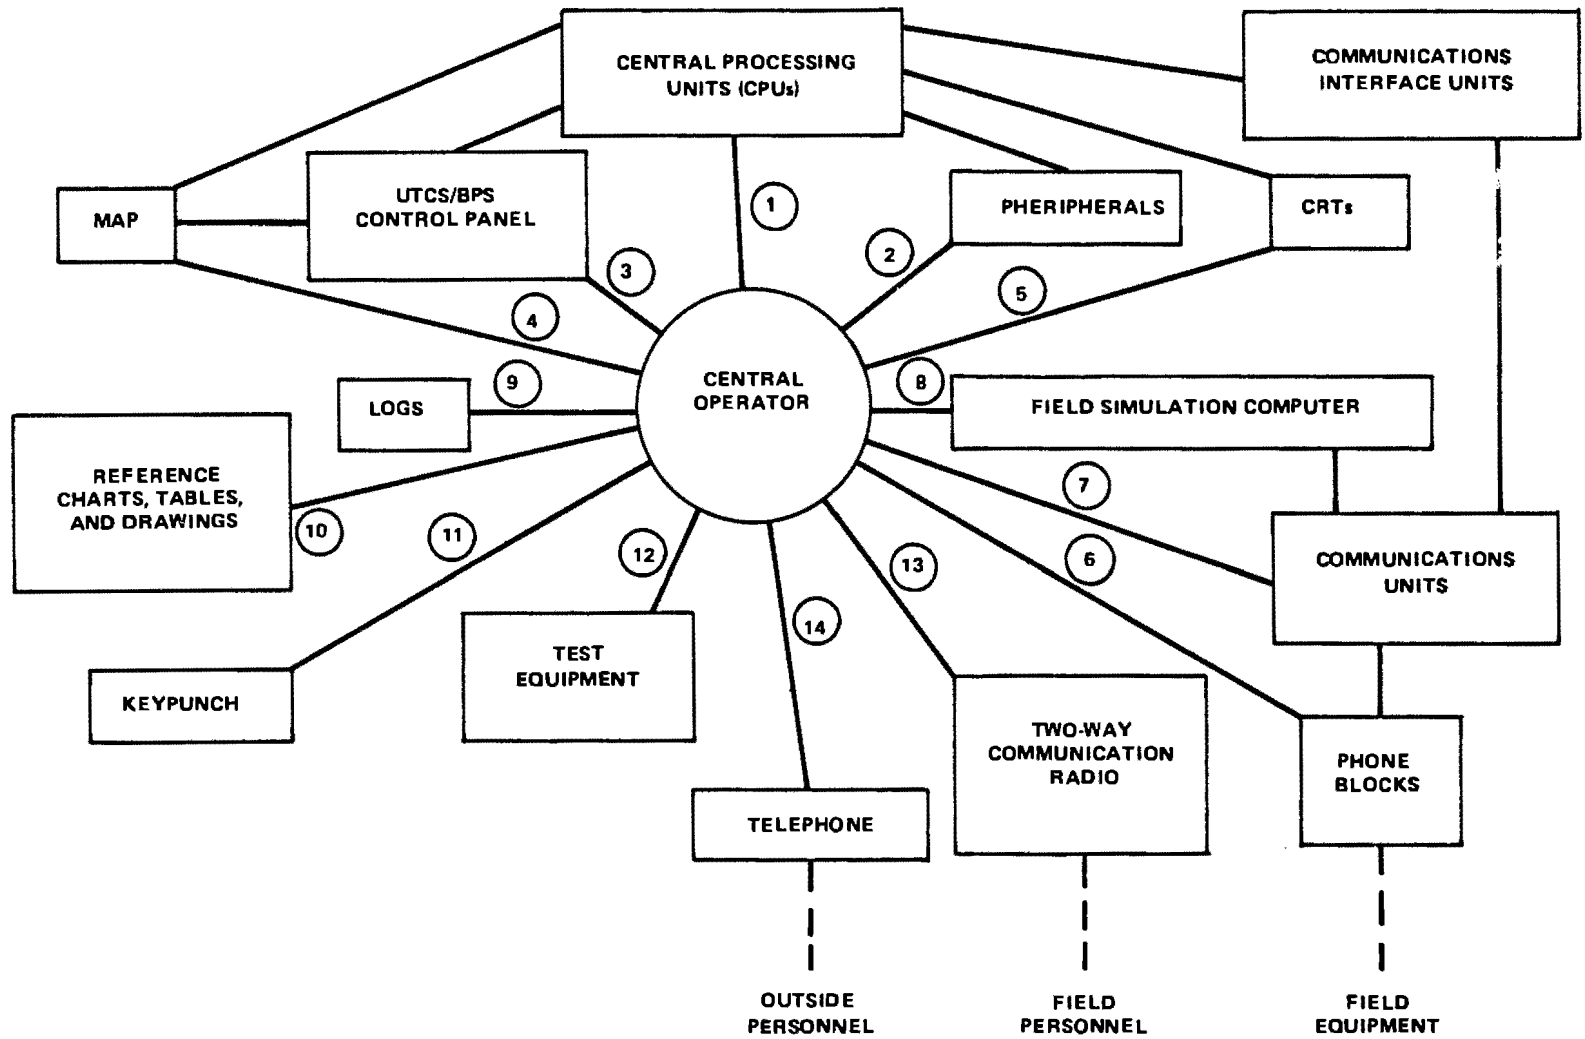 CENTRAL PROCESSING
UNITS (CPUs)
COMMUNICATIONS
INTERFACE UNITS
MAP
UTCS/BPS
CONTROL PANEL
1
PHERIPHERALS
CRTs
3
2
4
5
CENTRAL
OPERATOR
9
8
LOGS
FIELD SIMULATION COMPUTER
REFERENCE
CHARTS, TABLES,
AND DRAWINGS
10
11
12
13
14
7
6
COMMUNICATIONS
UNITS
KEYPUNCH
TEST
EQUIPMENT
TWO-WAY
COMMUNICATION
RADIO
PHONE
BLOCKS
TELEPHONE
OUTSIDE
PERSONNEL
FIELD
PERSONNEL
FIELD
EQUIPMENT